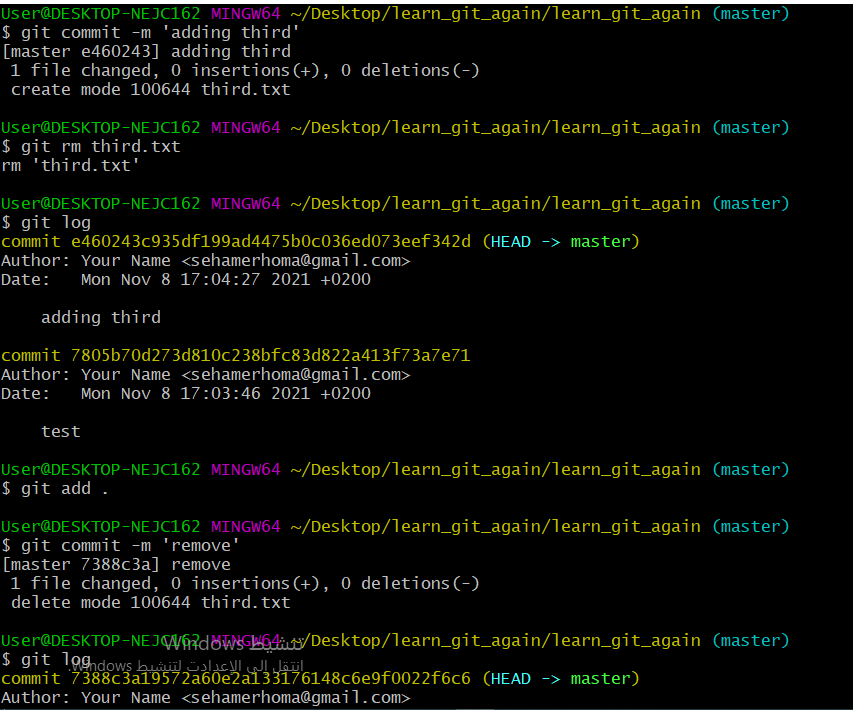 User@DESKTOP-NEJC162 MINGW64 ~/Desktop/learn_git_again/learn_git_again (master)
$ git commit -m 'adding third'
[master e460243] adding third
 1 file changed, 0 insertions(+), 0 deletions(-)
 create mode 100644 third.txt

User@DESKTOP-NEJC162 MINGW64 ~/Desktop/learn_git_again/learn_git_again (master)
$ git rm third.txt
rm 'third.txt'

User@DESKTOP-NEJC162 MINGW64 ~/Desktop/learn_git_again/learn_git_again (master)
$ git log
commit e460243c935df199ad4475b0c036ed073eef342d (HEAD -> master)
Author: Your Name <sehamerhoma@gmail.com>
Date:   Mon Nov 8 17:04:27 2021 +0200

    adding third

commit 7805b70d273d810c238bfc83d822a413f73a7e71
Author: Your Name <sehamerhoma@gmail.com>
Date:   Mon Nov 8 17:03:46 2021 +0200

    test

User@DESKTOP-NEJC162 MINGW64 ~/Desktop/learn_git_again/learn_git_again (master)
$ git add .

User@DESKTOP-NEJC162 MINGW64 ~/Desktop/learn_git_again/learn_git_again (master)
$ git commit -m 'remove'
[master 7388c3a] remove
 1 file changed, 0 insertions(+), 0 deletions(-)
 delete mode 100644 third.txt

User@DESKTOP-NEJC162 MINGW64 ~/Desktop/learn_git_again/learn_git_again (master)
تنشيط Windows
$ git log
انتقل إلى الإعدادات لتنشيط Windows.
commit 7388c3a19572a60e2a133176148c6e9f0022f6c6 (HEAD -> master)
Author: Your Name <sehamerhoma@gmail.com>